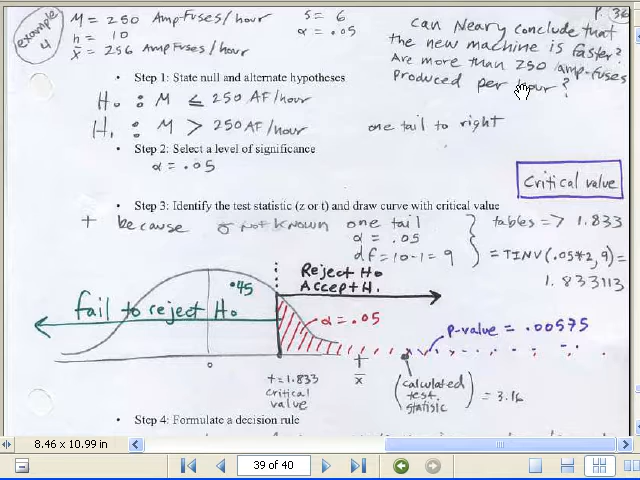 example 4
M = 250 Amp-Fuses/hour
n = 10
x̄ = 256 Amp Fuses/hour
s = 6
α = .05
P. 36
Can Neary conclude that
the new machine is faster?
Are more than 250 amp-fuses
produced per hour?
• Step 1: State null and alternate hypotheses
H₀ : M ≤ 250 AF/hour
H₁ : M > 250 AF/hour
one tail to right
• Step 2: Select a level of significance
α = .05
Critical value
• Step 3: Identify the test statistic (z or t) and draw curve with critical value
t because σ not known
one tail
α = .05
df = 10-1 = 9
tables => 1.833
= TINV(.05*2,9) =
1.833113
Reject H₀
Accept H₁
.45
fail to reject H₀
α = .05
p-value = .00575
0
t = 1.833
critical
value
x̄
(calculated
test
statistic) = 3.16
• Step 4: Formulate a decision rule
8.46 x 10.99 in
39 of 40